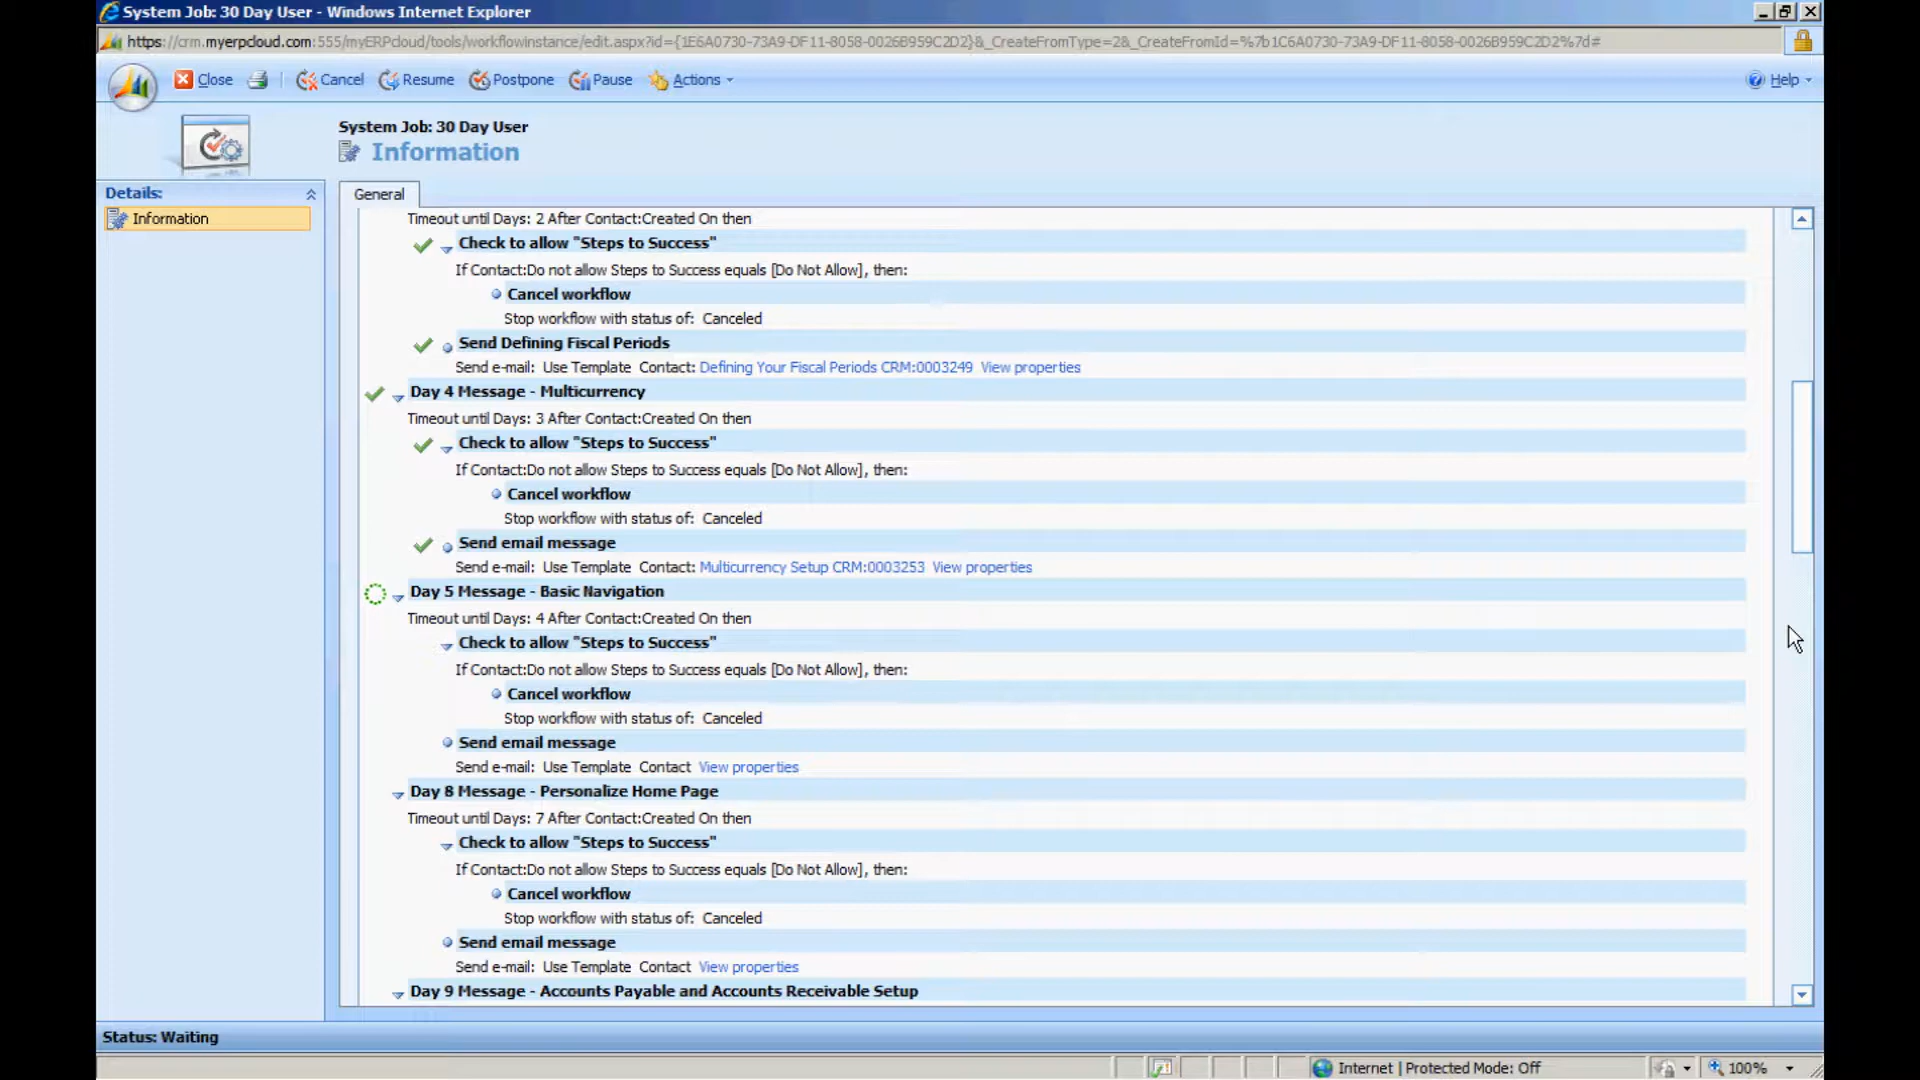 System Job: 30 Day User - Windows Internet Explorer
https://crm.myerpcloud.com:555/myERPcloud/tools/workflowinstance/edit.aspx?id={1E6A0730-73A9-DF11-8058-0026B959C2D2}&_CreateFromType=2&_CreateFromId=%7b1C6A0730-73A9-DF11-8058-0026B959C2D2%7d#
Close Cancel Resume Postpone Pause Actions Help
System Job: 30 Day User
Information
Details:
Information
General
Timeout until Days: 2 After Contact:Created On then
Check to allow "Steps to Success"
If Contact:Do not allow Steps to Success equals [Do Not Allow], then:
Cancel workflow
Stop workflow with status of: Canceled
Send Defining Fiscal Periods
Send e-mail: Use Template Contact: Defining Your Fiscal Periods CRM:0003249 View properties
Day 4 Message - Multicurrency
Timeout until Days: 3 After Contact:Created On then
Check to allow "Steps to Success"
If Contact:Do not allow Steps to Success equals [Do Not Allow], then:
Cancel workflow
Stop workflow with status of: Canceled
Send email message
Send e-mail: Use Template Contact: Multicurrency Setup CRM:0003253 View properties
Day 5 Message - Basic Navigation
Timeout until Days: 4 After Contact:Created On then
Check to allow "Steps to Success"
If Contact:Do not allow Steps to Success equals [Do Not Allow], then:
Cancel workflow
Stop workflow with status of: Canceled
Send email message
Send e-mail: Use Template Contact View properties
Day 8 Message - Personalize Home Page
Timeout until Days: 7 After Contact:Created On then
Check to allow "Steps to Success"
If Contact:Do not allow Steps to Success equals [Do Not Allow], then:
Cancel workflow
Stop workflow with status of: Canceled
Send email message
Send e-mail: Use Template Contact View properties
Day 9 Message - Accounts Payable and Accounts Receivable Setup
Status: Waiting
Internet | Protected Mode: Off 100%